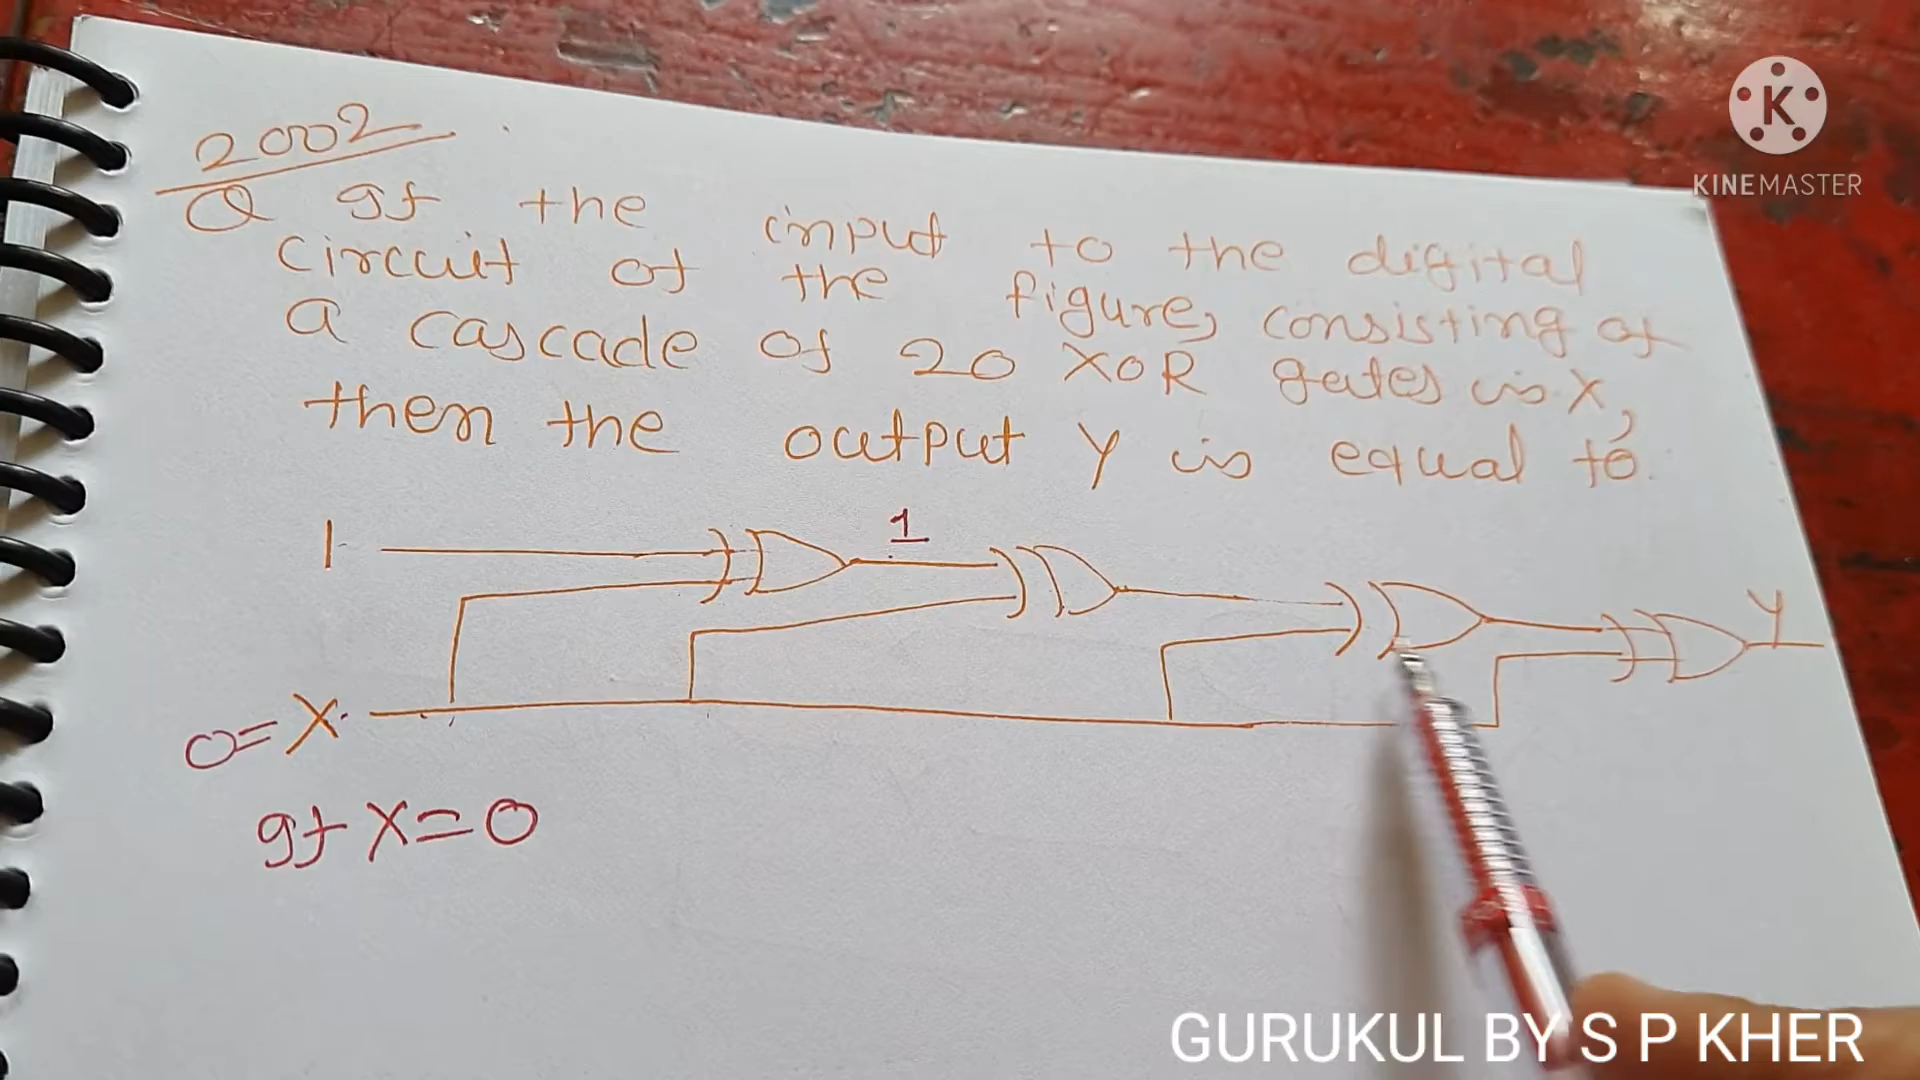 2002
Q If the input to the digital
circuit of the figure, consisting of
a cascade of 20 XOR gates is X,
then the output Y is equal to.
1
1
Y
0=X
If X=0
K
KINEMASTER
GURUKUL BY S P KHER